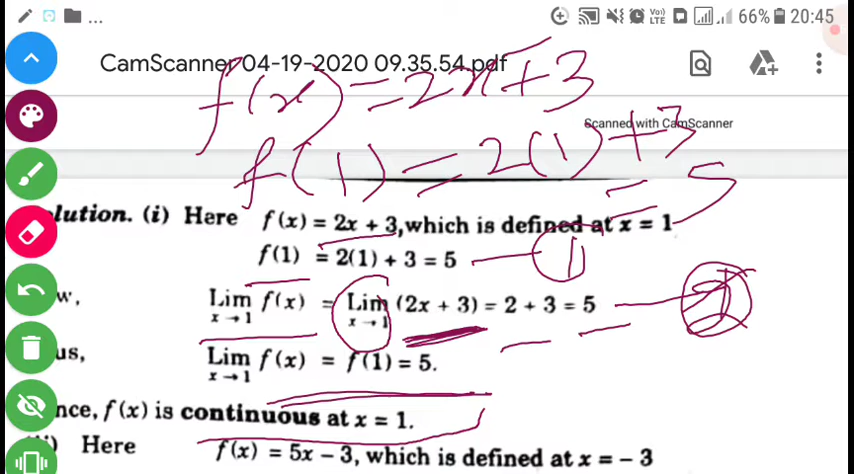 ... Vo) LTE 66% 20:45
CamScanner 04-19-2020 09.35.54.pdf
f(x) = 2x + 3
Scanned with CamScanner
f(1) = 2(1) + 3
= 5
lution. (i) Here f(x) = 2x + 3, which is defined at x = 1
f(1) = 2(1) + 3 = 5 1
w, Lim x→1 f(x) = Lim x→1 (2x + 3) = 2 + 3 = 5
us, Lim x→1 f(x) = f(1) = 5.
nce, f(x) is continuous at x = 1.
) Here f(x) = 5x − 3, which is defined at x = − 3